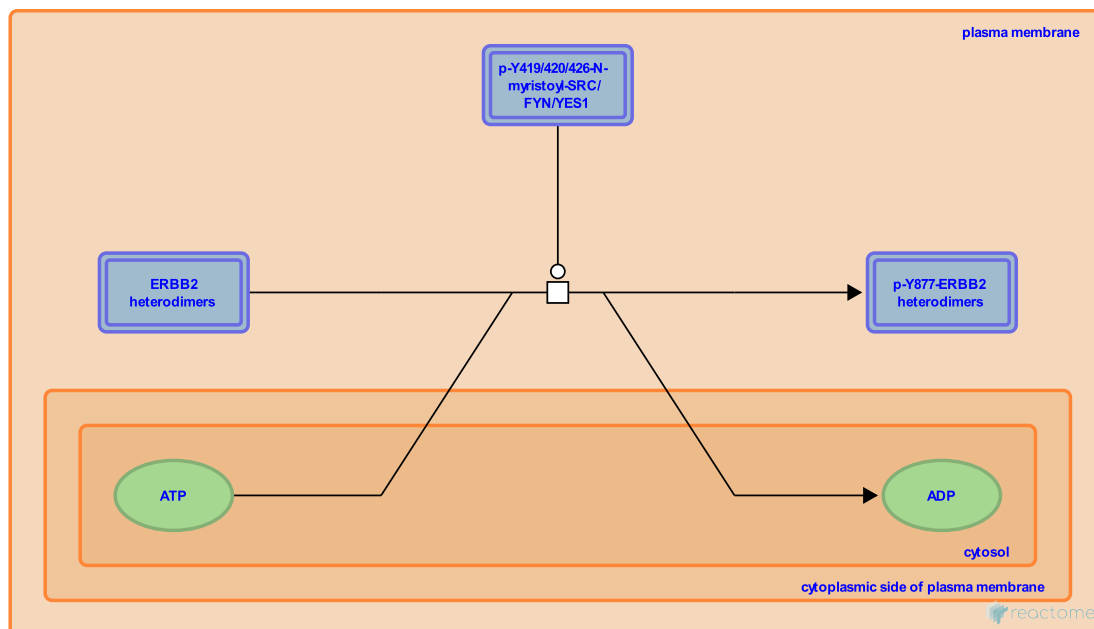 plasma membrane
p-Y419/420/426-N-
myristoyl-SRC/
FYN/YES1
ERBB2
heterodimers
p-Y877-ERBB2
heterodimers
ATP
ADP
cytosol
cytoplasmic side of plasma membrane
reactome